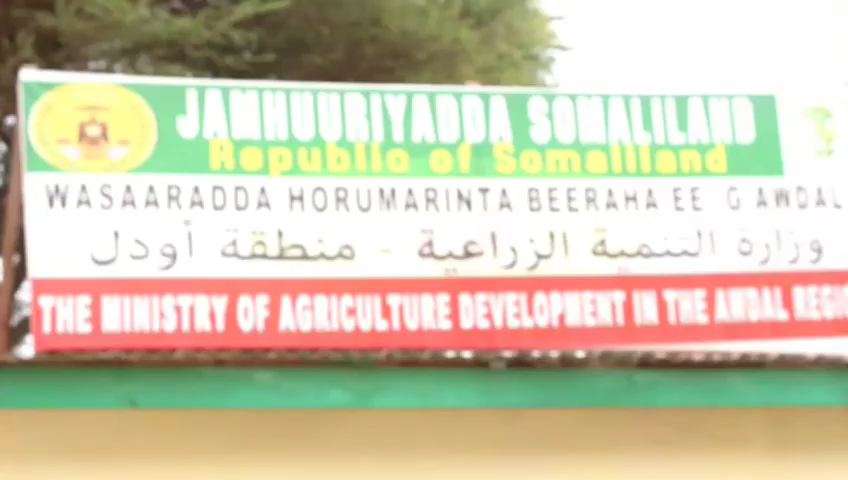 JAMHUURIYADDA SOMALILAND
Republic of Somaliland
WASAARADDA HORUMARINTA BEERAHA EE G AWDAL
وزارة التنمية الزراعية - منطقة أودل
THE MINISTRY OF AGRICULTURE DEVELOPMENT IN THE AWDAL REGIO